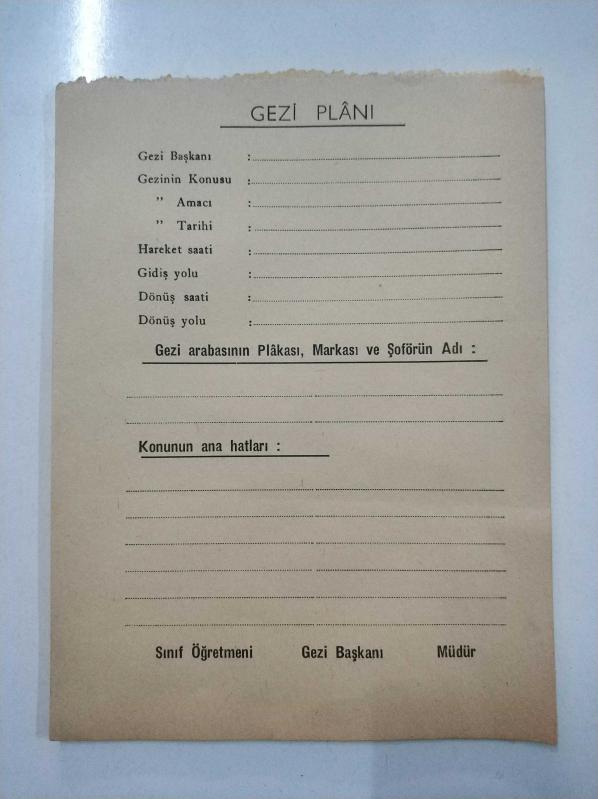 GEZİ PLÂNI
Gezi Başkanı :
Gezinin Konusu :
” Amacı :
” Tarihi :
Hareket saati :
Gidiş yolu :
Dönüş saati :
Dönüş yolu :
Gezi arabasının Plâkası, Markası ve Şoförün Adı :
Konunun ana hatları :
Sınıf Öğretmeni Gezi Başkanı Müdür